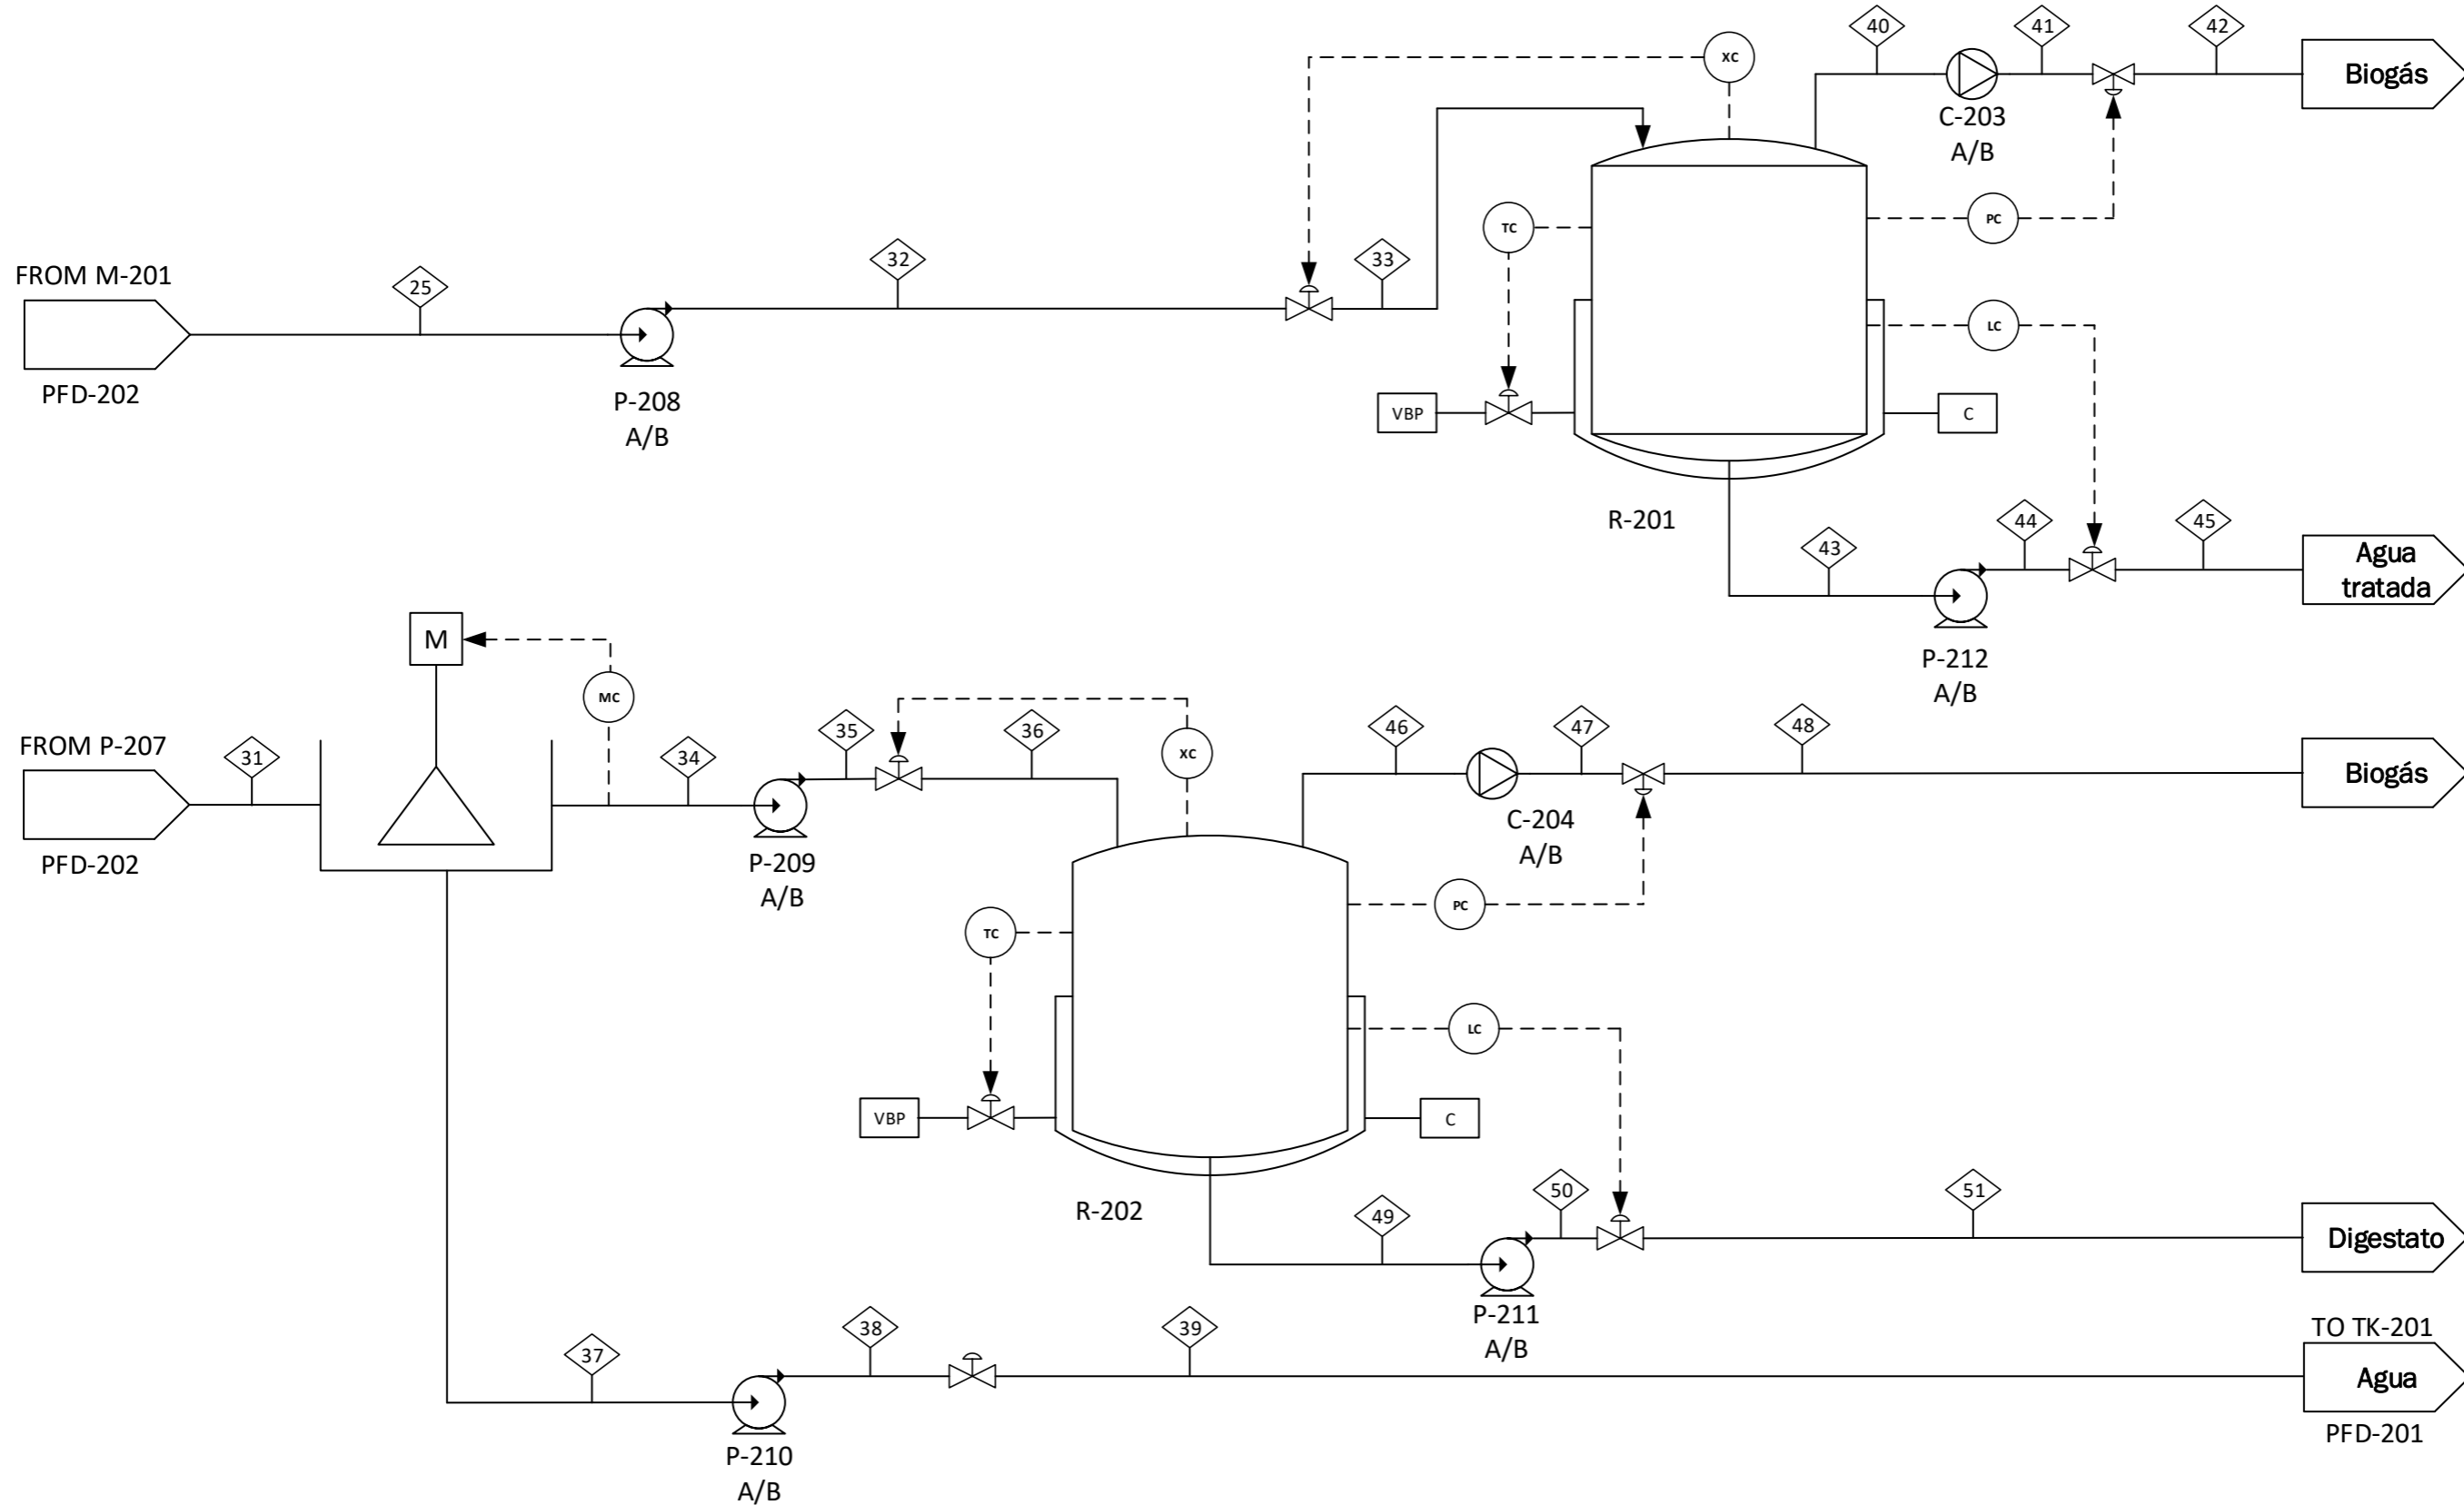 40
41
42
XC
Biogás
C-203
A/B
PC
TC
32
33
FROM M-201
25
PFD-202
P-208
A/B
LC
VBP
C
R-201
43
44
45
Agua
tratada
P-212
A/B
M
MC
FROM P-207
31
PFD-202
34
35
36
XC
P-209
A/B
46
47
48
Biogás
C-204
A/B
PC
TC
LC
VBP
C
R-202
49
50
51
Digestato
P-211
A/B
37
38
39
P-210
A/B
TO TK-201
Agua
PFD-201